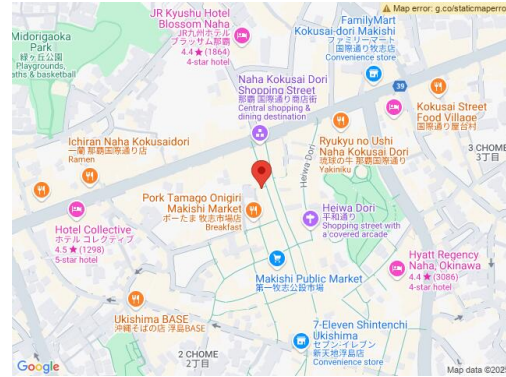 Map error: g.co/staticmaperro
JR Kyushu Hotel
Blossom Naha
JR九州ホテル
ブラッサム那覇
4.4★(1864)
4-star hotel
FamilyMart
Kokusai-dori Makishi
ファミリーマート
国際通り牧志店
Convenience store
Midorigaoka
Park
緑ヶ丘公園
Playgrounds,
ths & basketball
Naha Kokusai Dori
Shopping Street
那覇 国際通り商店街
Central shopping &
dining destination
39
Kokusai Street
Food Village
国際通り屋台村
Ichiran Naha Kokusaidori
一蘭 那覇国際通り店
Ramen
Heiwa Dori
Ryukyu no Ushi
Naha Kokusai Dori
琉球の牛 那覇国際通り
Yakiniku
3 CHOME
3丁目
Pork Tamago Onigiri
Makishi Market
ポーたま 牧志市場店
Breakfast
Heiwa Dori
平和通り
Shopping street with
a covered arcade
Hotel Collective
ホテル コレクティブ
4.5★(1298)
5-star hotel
Hyatt Regency
Naha, Okinawa
4.4★(3086)
4-star hotel
Makishi Public Market
第一牧志公設市場
Ukishima BASE
沖縄そばの店 浮島BASE
7-Eleven Shintenchi
Ukishima
セブン-イレブン
新天地浮島店
Convenience store
2 CHOME
2丁目
Google
Map data ©2025